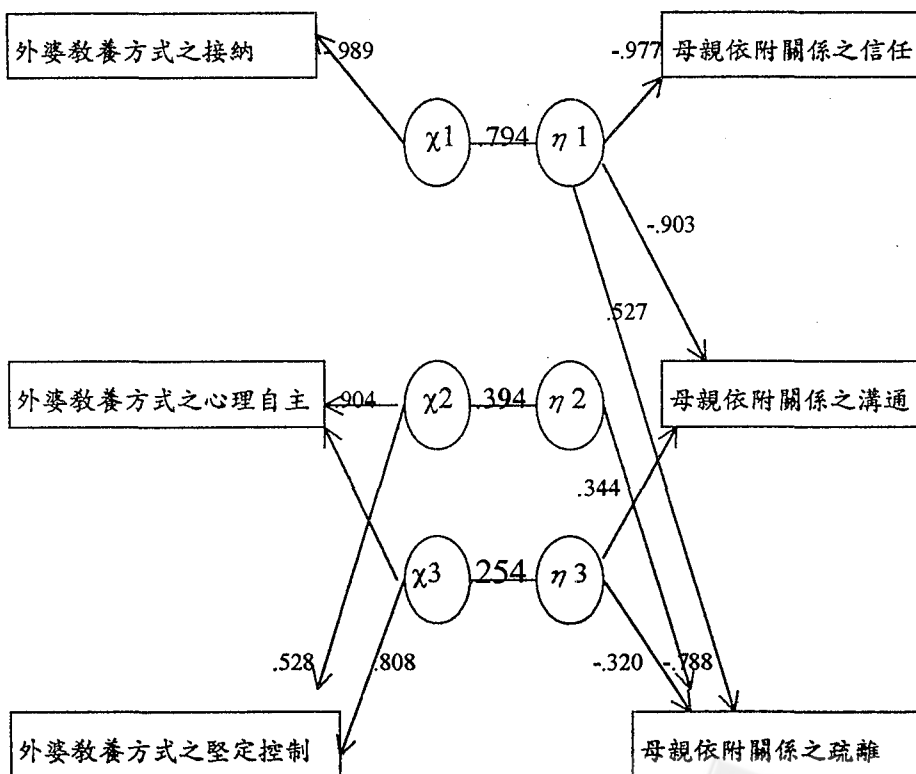 外婆教養方式之接納
-.989
-.977
母親依附關係之信任
χ1
.794
η 1
-.903
.527
外婆教養方式之心理自主
.904
χ2
.394
η 2
母親依附關係之溝通
.344
χ3
254
η 3
.528
.808
-.320
-.788
外婆教養方式之堅定控制
母親依附關係之疏離